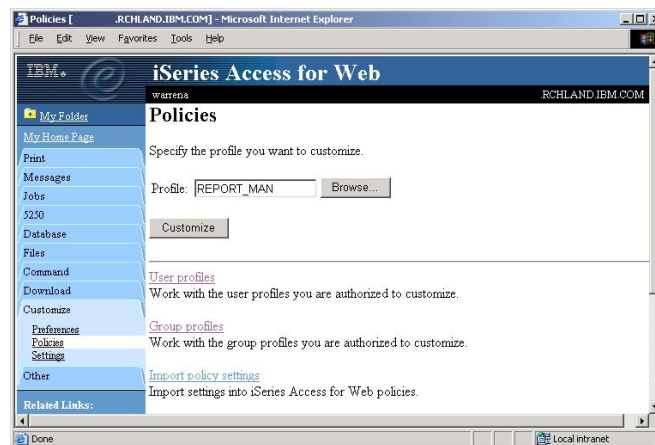 Policies [ .RCHLAND.IBM.COM] - Microsoft Internet Explorer
File Edit View Favorites Tools Help
IBM.
iSeries Access for Web
warrena .RCHLAND.IBM.COM
My Folder
My Home Page
Print
Messages
Jobs
5250
Database
Files
Command
Download
Customize
Preferences
Policies
Settings
Other
Related Links:
Policies
Specify the profile you want to customize.
Profile: REPORT_MAN Browse...
Customize
User profiles
Work with the user profiles you are authorized to customize.
Group profiles
Work with the group profiles you are authorized to customize.
Import policy settings
Import settings into iSeries Access for Web policies.
Done Local intranet